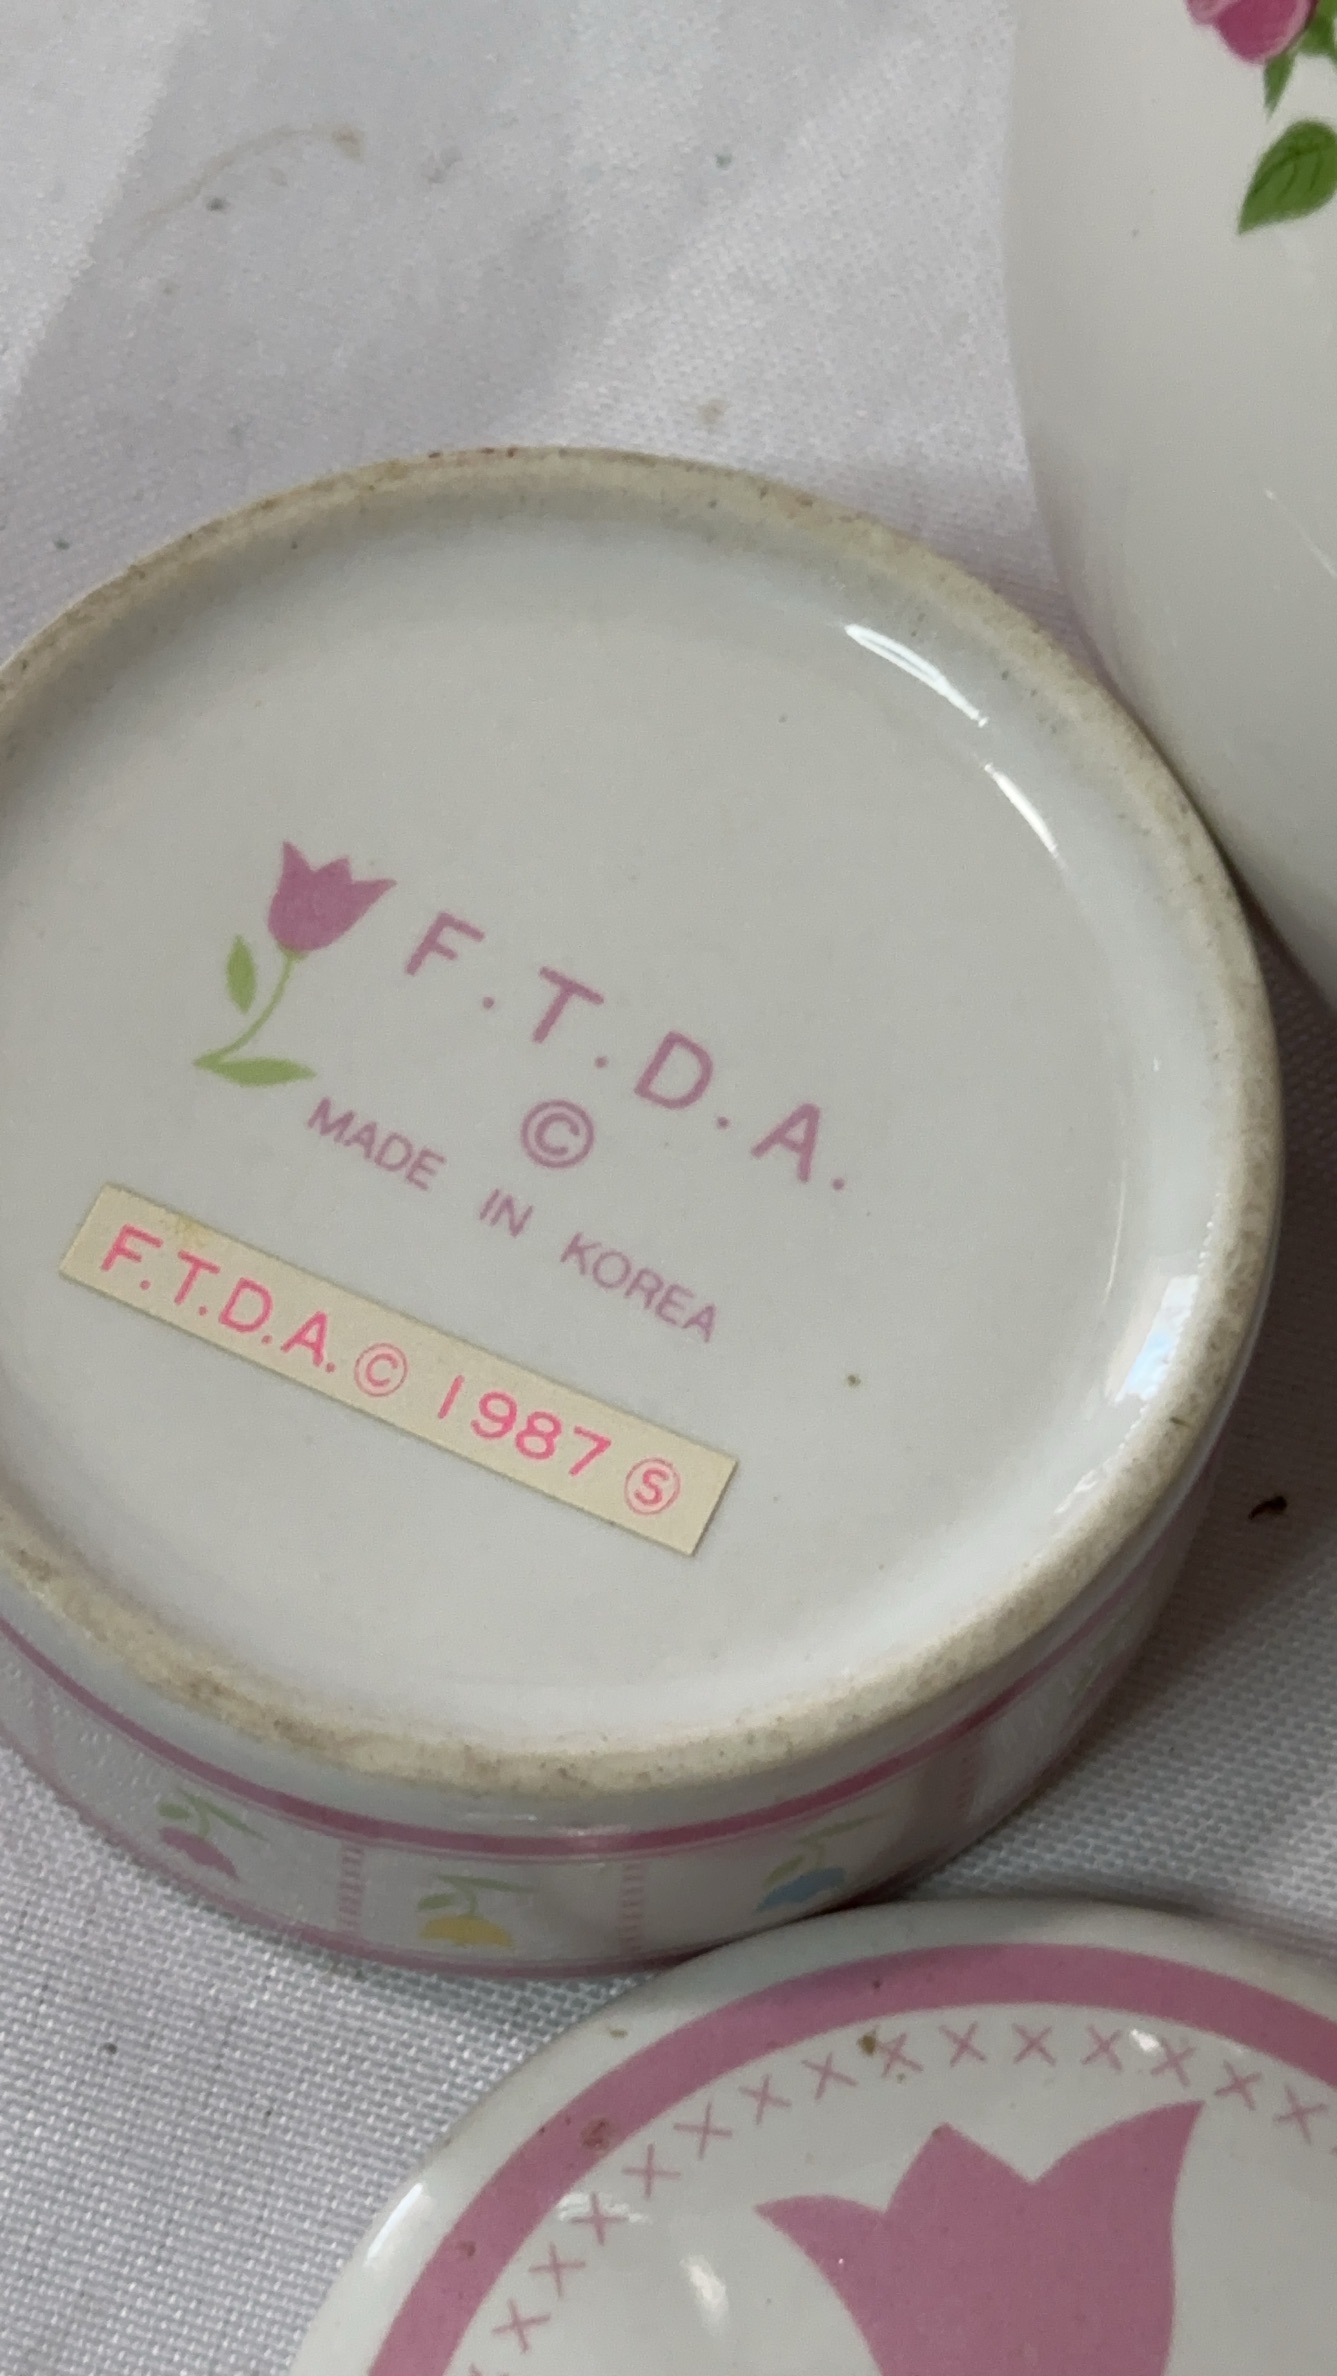 F.T.D.A.
©
MADE IN KOREA
F.T.D.A. © 1987 Ⓢ